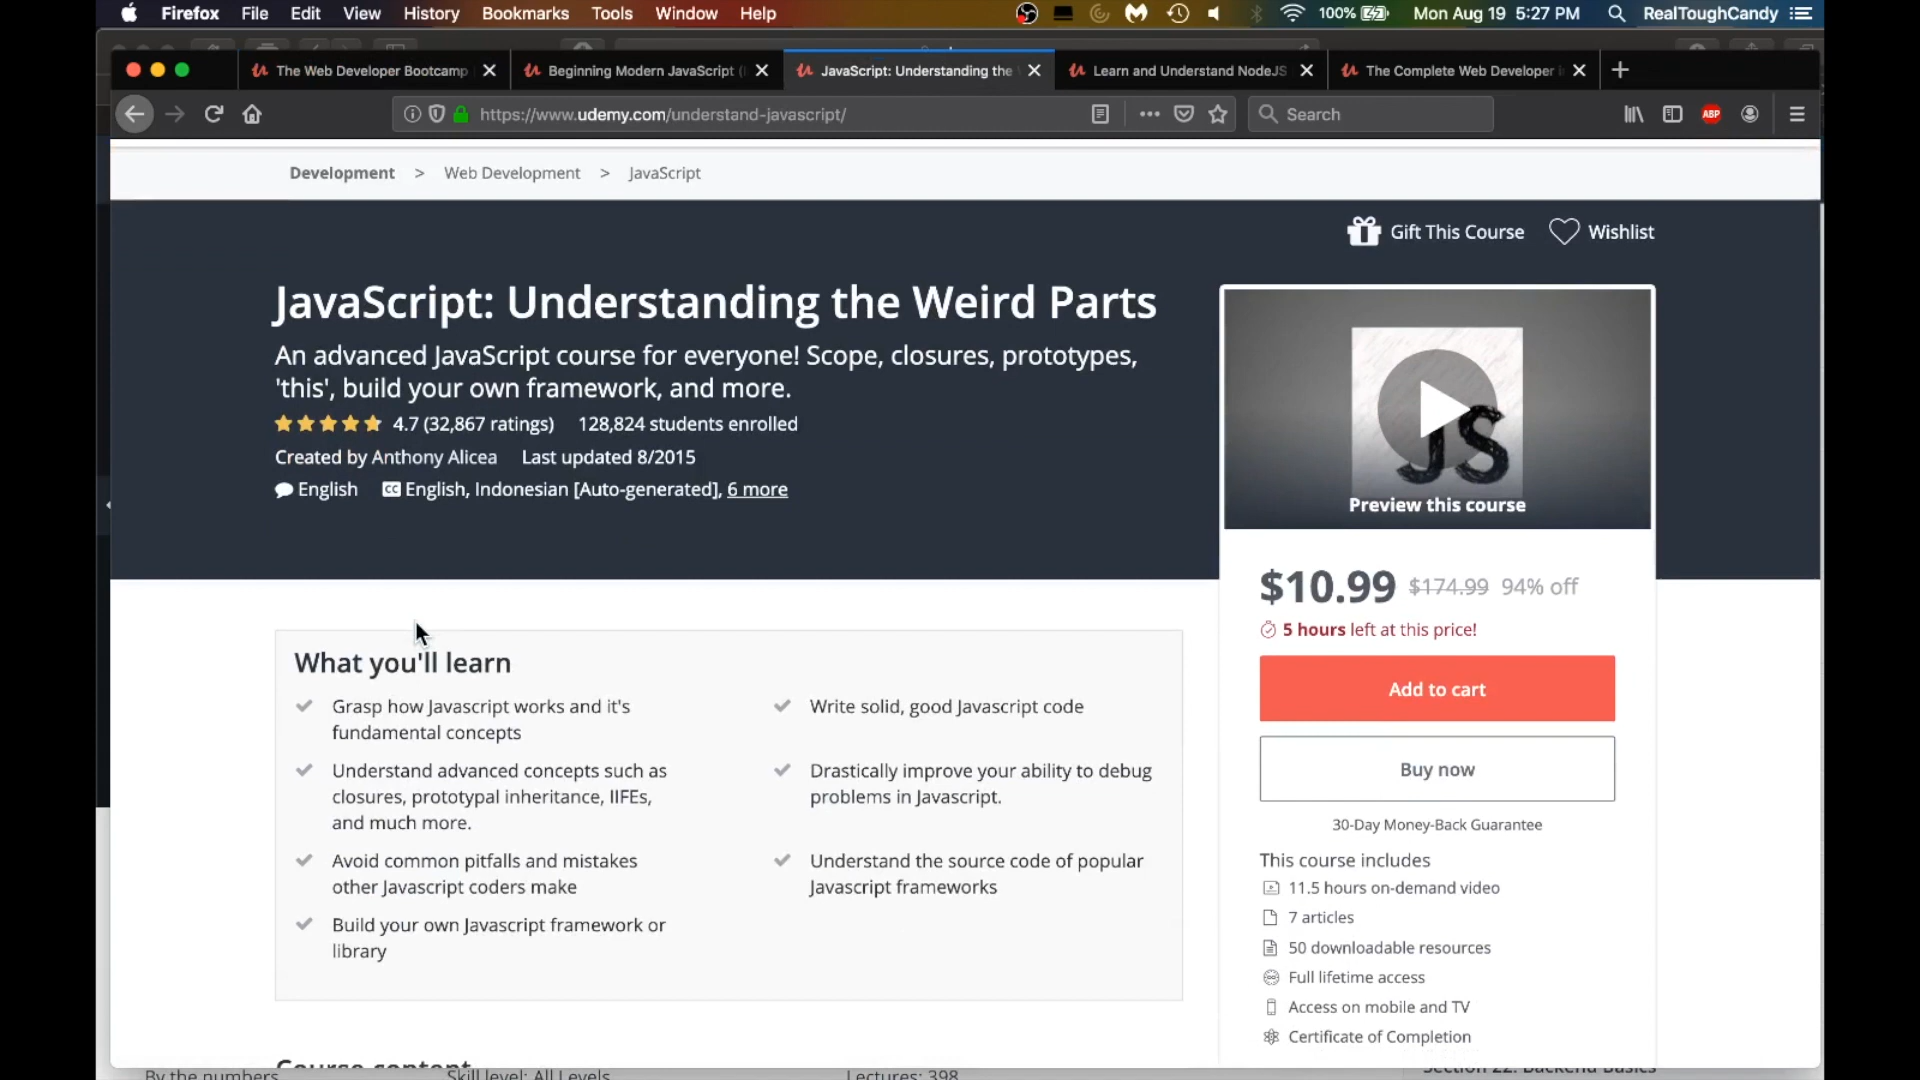 Firefox File Edit View History Bookmarks Tools Window Help 100% Mon Aug 19 5:27 PM RealToughCandy
The Web Developer Bootcamp Beginning Modern JavaScript ( JavaScript: Understanding the Learn and Understand NodeJS The Complete Web Developer i
https://www.udemy.com/understand-javascript/ Search ABP
Development > Web Development > JavaScript
Gift This Course Wishlist
JavaScript: Understanding the Weird Parts
An advanced JavaScript course for everyone! Scope, closures, prototypes,
'this', build your own framework, and more.
4.7 (32,867 ratings) 128,824 students enrolled
Created by Anthony Alicea Last updated 8/2015
English CC English, Indonesian [Auto-generated], 6 more
JS
Preview this course
$10.99 $174.99 94% off
5 hours left at this price!
Add to cart
Buy now
30-Day Money-Back Guarantee
This course includes
11.5 hours on-demand video
7 articles
50 downloadable resources
Full lifetime access
Access on mobile and TV
Certificate of Completion
What you'll learn
Grasp how Javascript works and it's
fundamental concepts
Understand advanced concepts such as
closures, prototypal inheritance, IIFEs,
and much more.
Avoid common pitfalls and mistakes
other Javascript coders make
Build your own Javascript framework or
library
Write solid, good Javascript code
Drastically improve your ability to debug
problems in Javascript.
Understand the source code of popular
Javascript frameworks
Course content
By the numbers Skill level: All Levels Lectures: 398 Section 22: Backend Basics